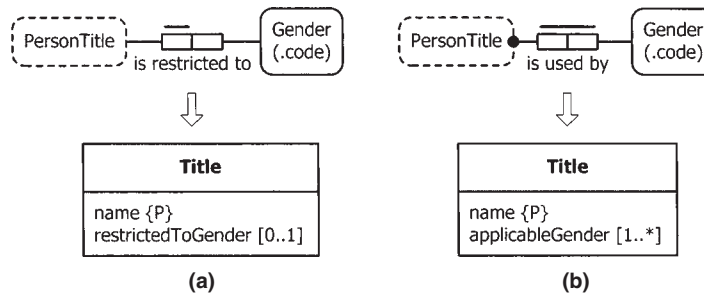 PersonTitle
is restricted to
Gender
(.code)
Title
name {P}
restrictedToGender [0..1]
(a)
PersonTitle
is used by
Gender
(.code)
Title
name {P}
applicableGender [1..*]
(b)